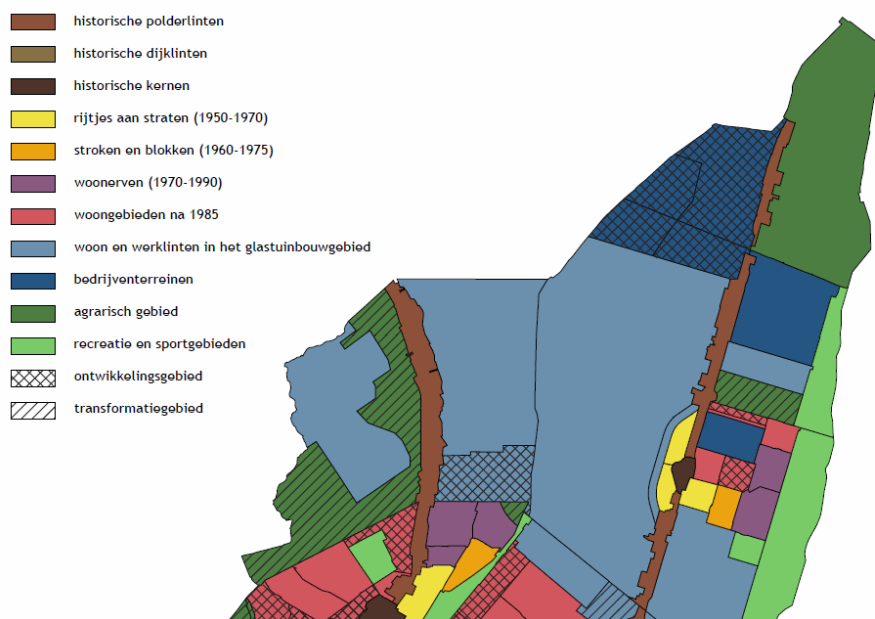 historische polderlinten
historische dijklinten
historische kernen
rijtjes aan straten (1950-1970)
stroken en blokken (1960-1975)
woonerven (1970-1990)
woongebieden na 1985
woon en werklinten in het glastuinbouwgebied
bedrijventerreinen
agrarisch gebied
recreatie en sportgebieden
ontwikkelingsgebied
transformatiegebied